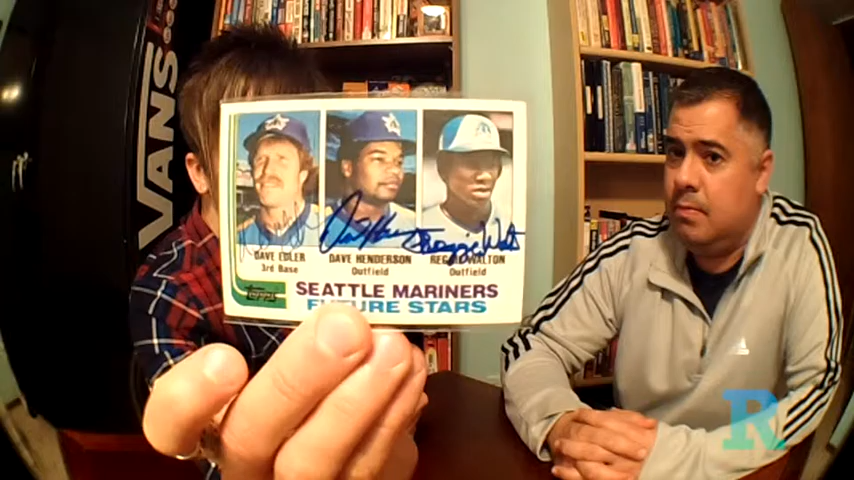 VANS
DAVE EDLER
3rd Base
DAVE HENDERSON
Outfield
REGGIE WALTON
Outfield
Topps
SEATTLE MARINERS
FUTURE STARS
R